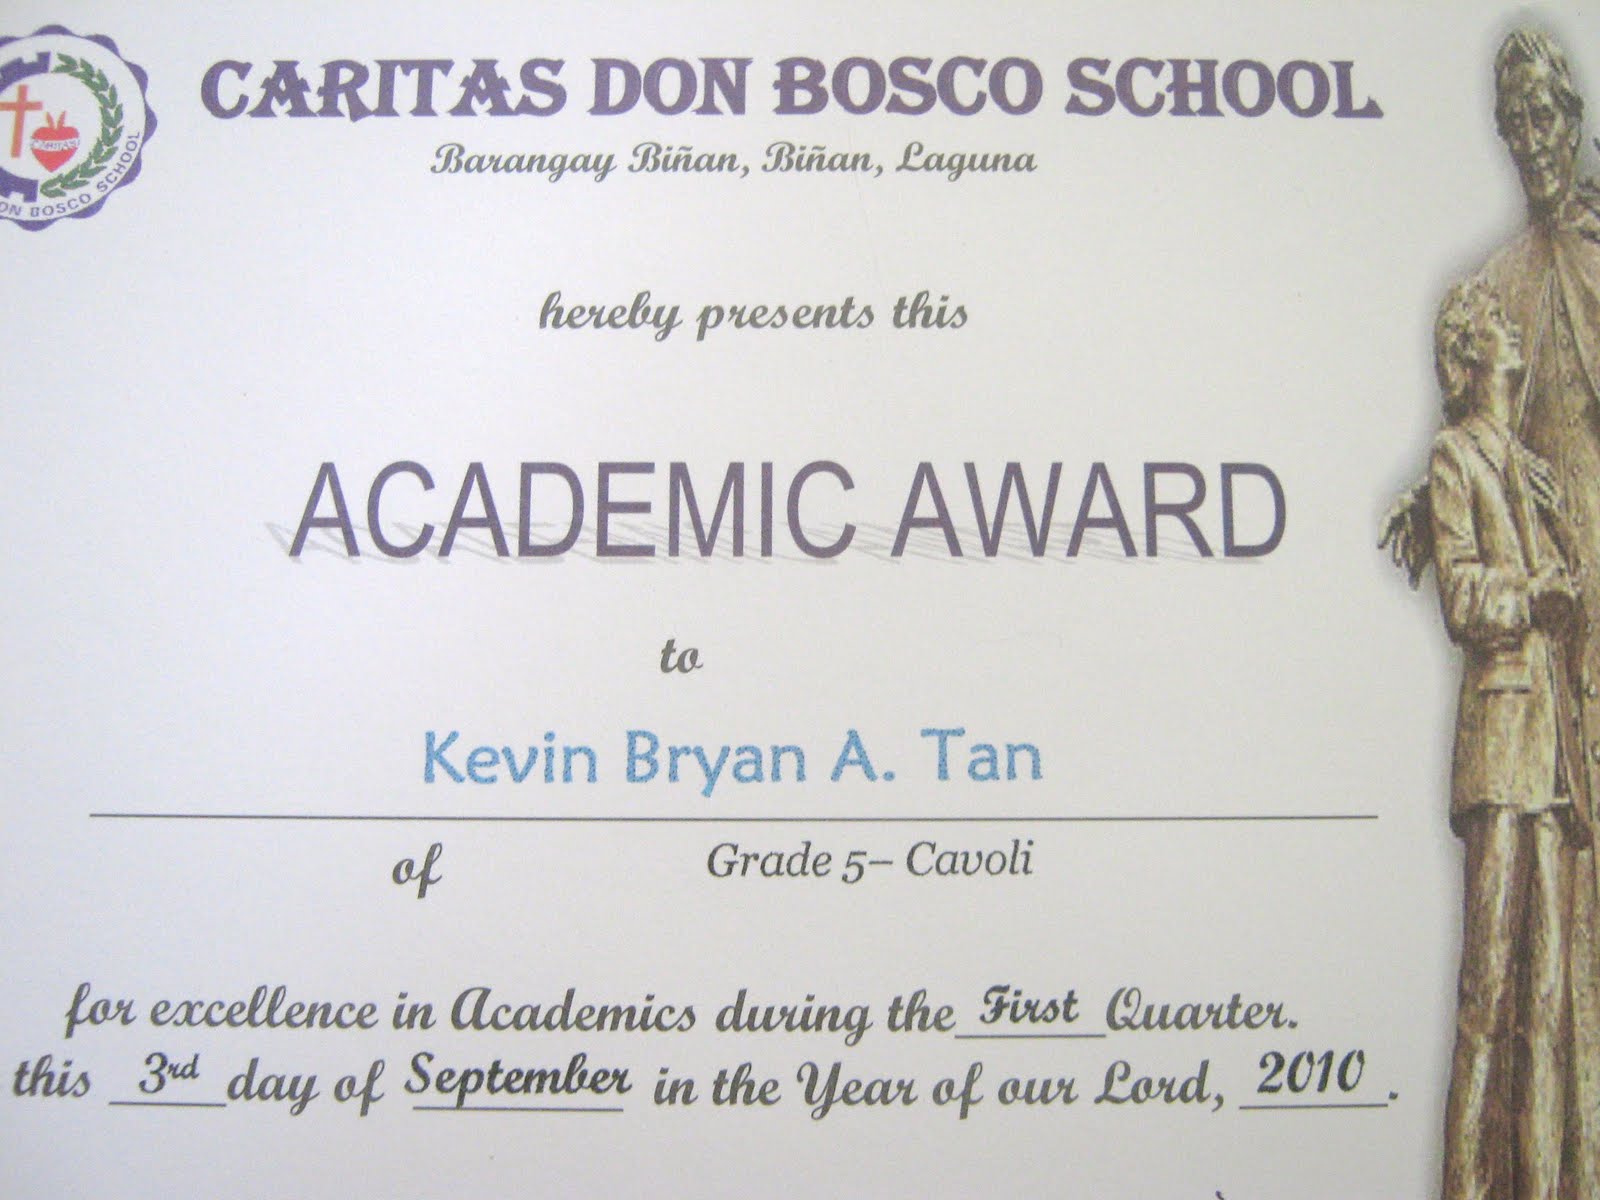 CARITAS DON BOSCO SCHOOL
Barangay Biñan, Biñan, Laguna
CARITAS
DON BOSCO SCHOOL
hereby presents this
ACADEMIC AWARD
to
Kevin Bryan A. Tan
of Grade 5– Cavoli
for excellence in Academics during the First Quarter.
this 3rd day of September in the Year of our Lord, 2010.